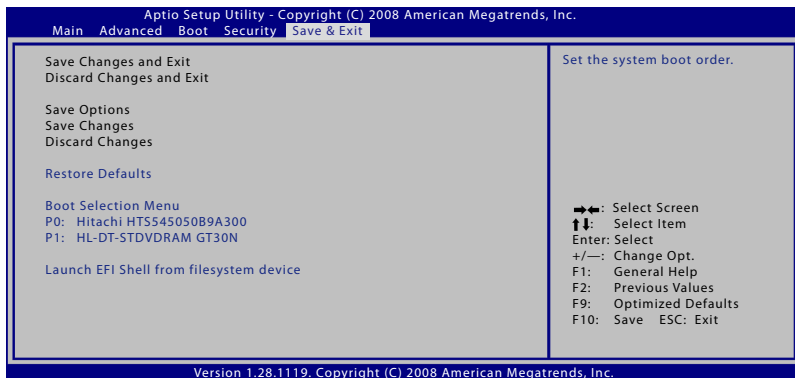 Aptio Setup Utility - Copyright (C) 2008 American Megatrends, Inc.
Main Advanced Boot Security Save & Exit
Save Changes and Exit
Discard Changes and Exit
Save Options
Save Changes
Discard Changes
Restore Defaults
Boot Selection Menu
P0: Hitachi HTS545050B9A300
P1: HL-DT-STDVDRAM GT30N
Launch EFI Shell from filesystem device
Set the system boot order.
→←: Select Screen
↑↓: Select Item
Enter: Select
+/—: Change Opt.
F1: General Help
F2: Previous Values
F9: Optimized Defaults
F10: Save ESC: Exit
Version 1.28.1119. Copyright (C) 2008 American Megatrends, Inc.